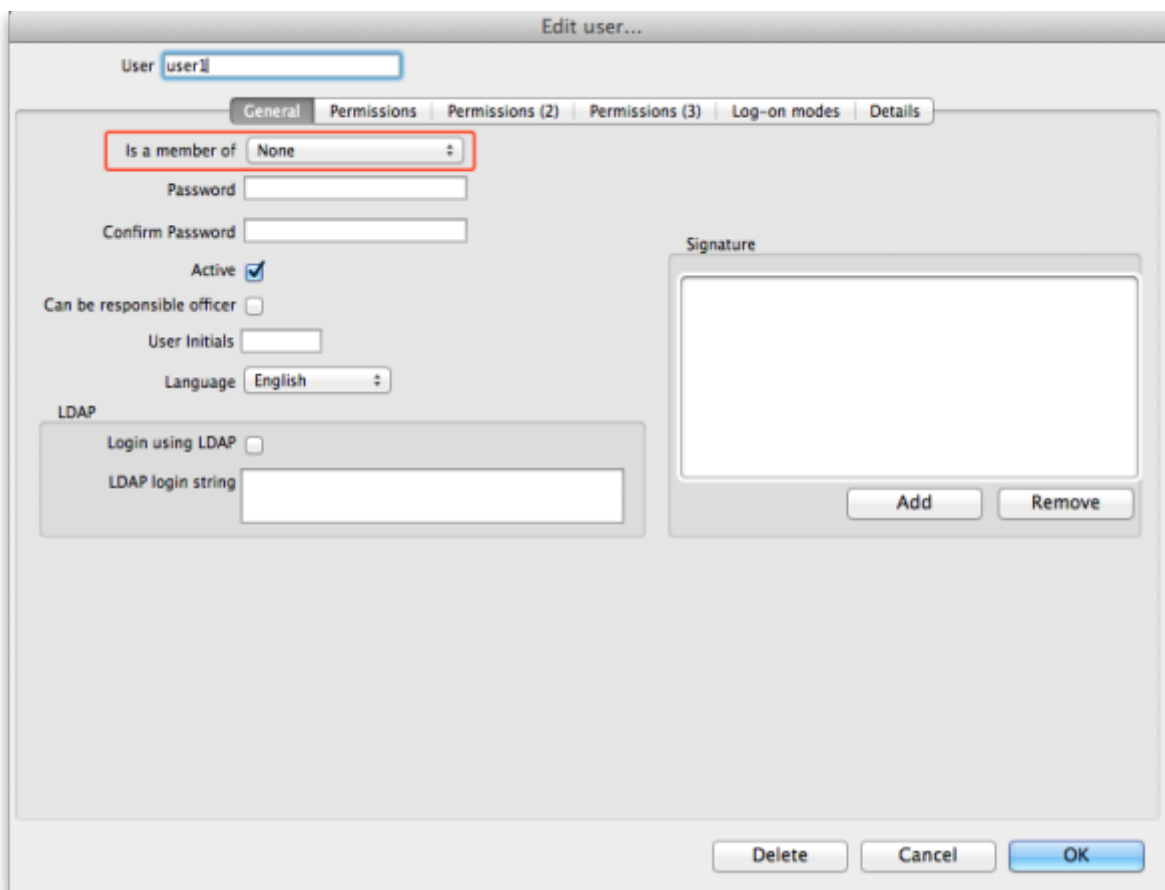 Edit user...
User user1
General Permissions Permissions (2) Permissions (3) Log-on modes Details
Is a member of None
Password
Confirm Password
Signature
Active
Can be responsible officer
User Initials
Language English
LDAP
Login using LDAP
LDAP login string
Add Remove
Delete Cancel OK